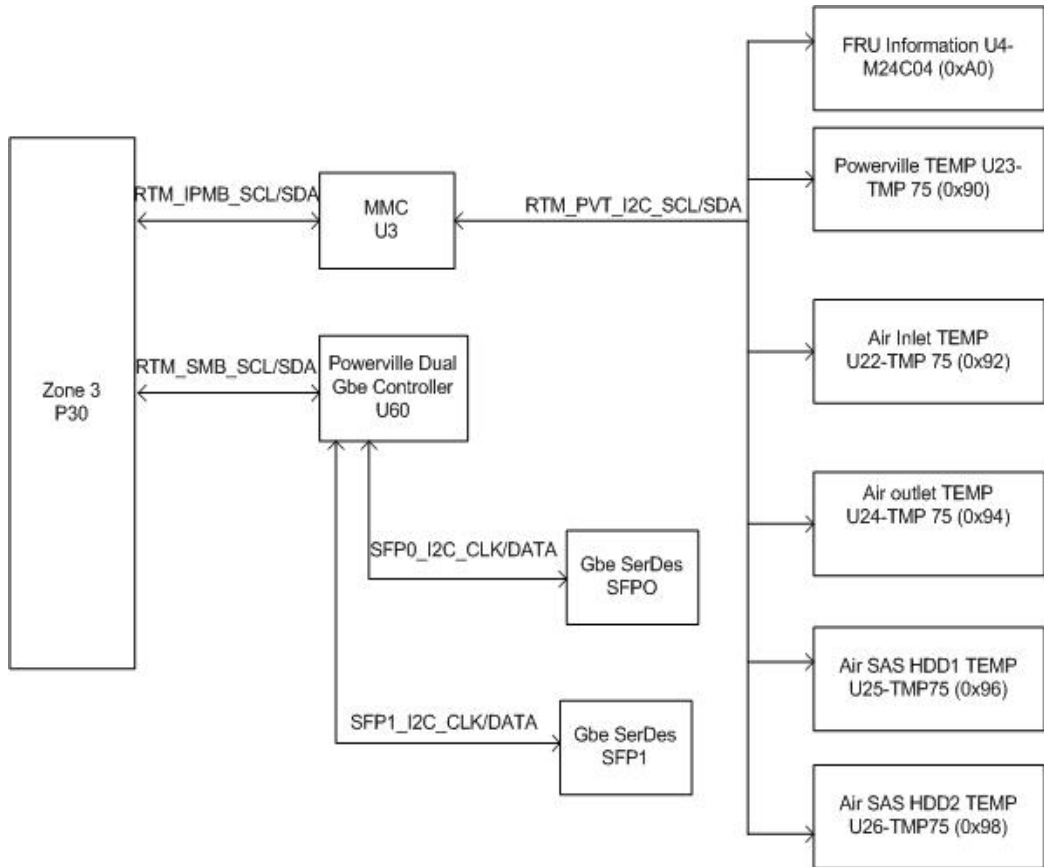 FRU Information U4-
M24C04 (0xA0)
Powerville TEMP U23-
TMP 75 (0x90)
RTM_IPMB_SCL/SDA
MMC
U3
RTM_PVT_I2C_SCL/SDA
Air Inlet TEMP
U22-TMP 75 (0x92)
RTM_SMB_SCL/SDA
Powerville Dual
Gbe Controller
U60
Zone 3
P30
Air outlet TEMP
U24-TMP 75 (0x94)
SFP0_I2C_CLK/DATA
Gbe SerDes
SFPO
Air SAS HDD1 TEMP
U25-TMP75 (0x96)
SFP1_I2C_CLK/DATA
Gbe SerDes
SFP1
Air SAS HDD2 TEMP
U26-TMP75 (0x98)